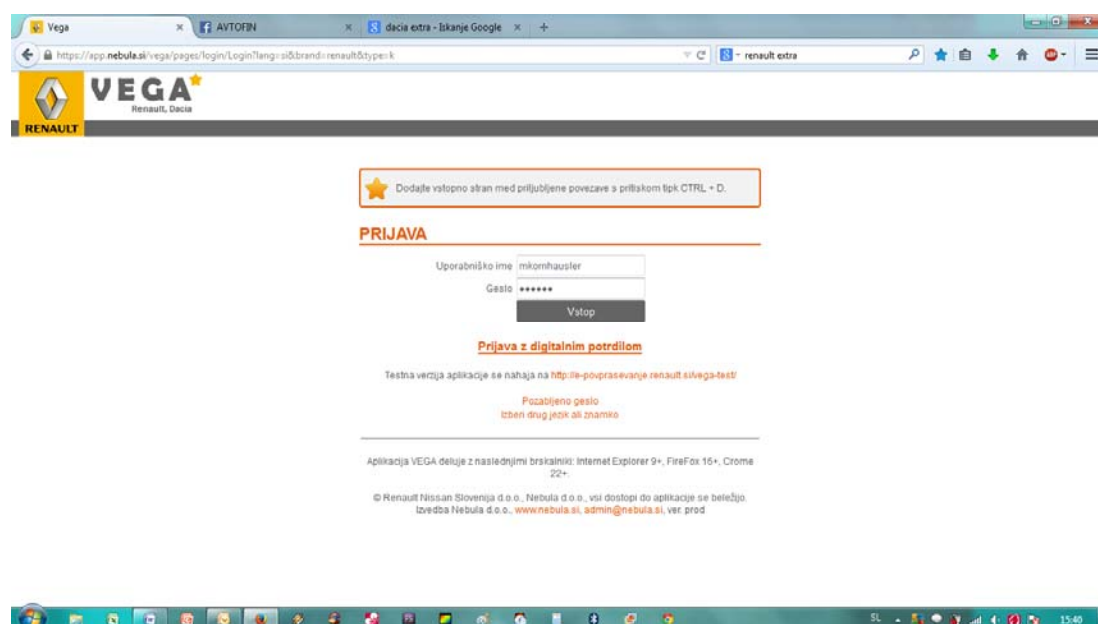 Vega
AVTOFIN
dacia extra - Iskanje Google
https://app.nebula.si/vega/pages/login/Login?lang=si&brand=renault&type=k
renault extra
VEGA
Renault, Dacia
RENAULT
Dodajte vstopno stran med priljubljene povezave s pritiskom tipk CTRL + D.
PRIJAVA
Uporabniško ime mkornhausler
Geslo ••••••
Vstop
Prijava z digitalnim potrdilom
Testna verzija aplikacije se nahaja na http://e-povprasevanje.renault.si/vega-test/
Pozabljeno geslo
Izberi drug jezik ali znamko
Aplikacija VEGA deluje z naslednjimi brskalniki: Internet Explorer 9+, FireFox 16+, Crome
22+.
© Renault Nissan Slovenija d.o.o., Nebula d.o.o., vsi dostopi do aplikacije se beležijo.
Izvedba Nebula d.o.o., www.nebula.si, admin@nebula.si, ver. prod
SL
15:40